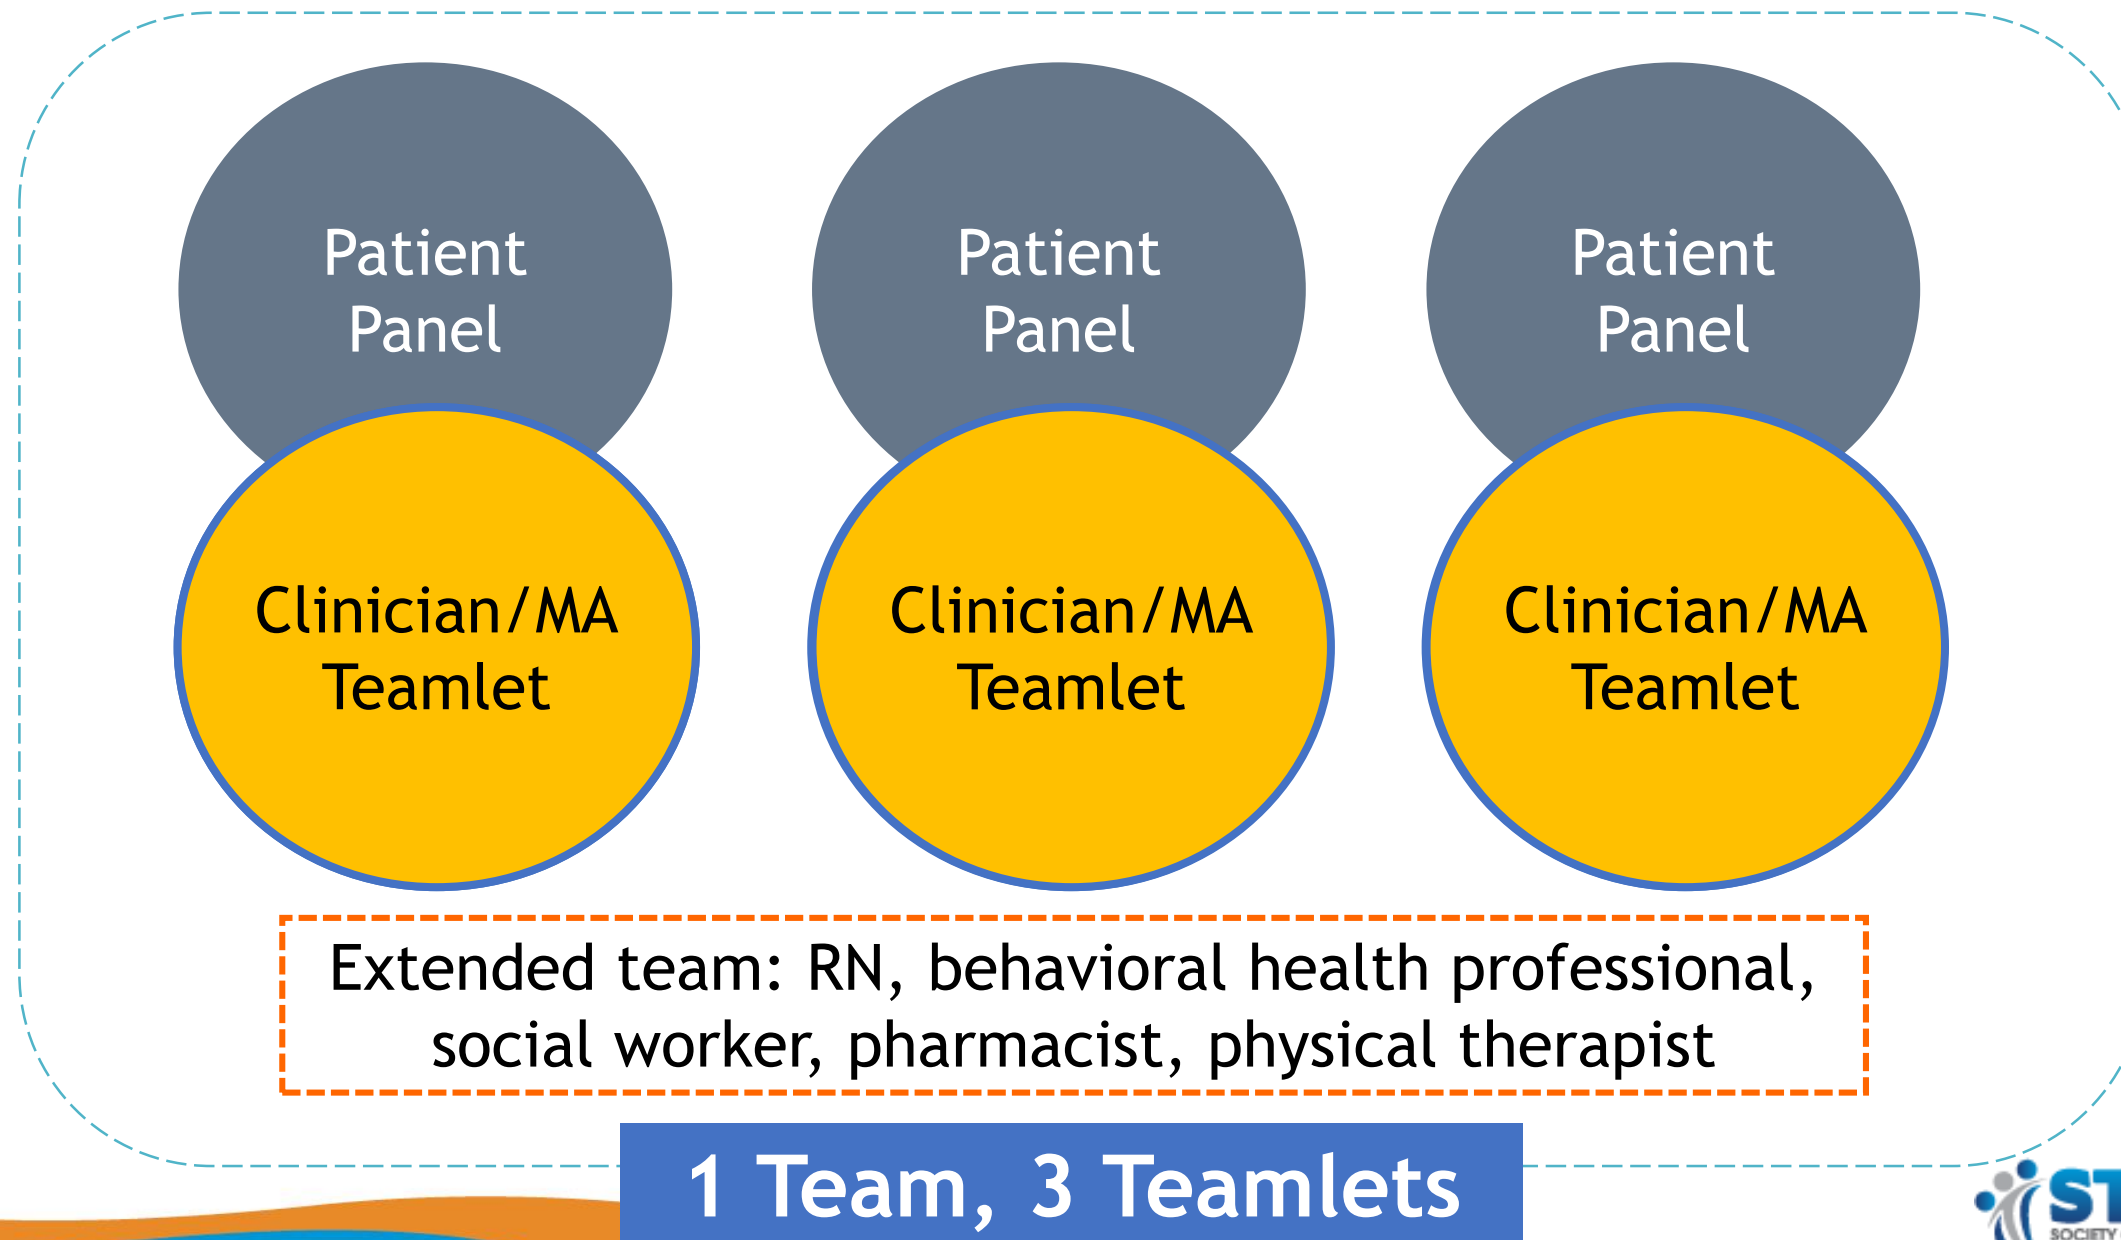 Patient
Panel
Patient
Panel
Patient
Panel
Clinician/MA
Teamlet
Clinician/MA
Teamlet
Clinician/MA
Teamlet
Extended team: RN, behavioral health professional,
social worker, pharmacist, physical therapist
1 Team, 3 Teamlets
SOCIETY